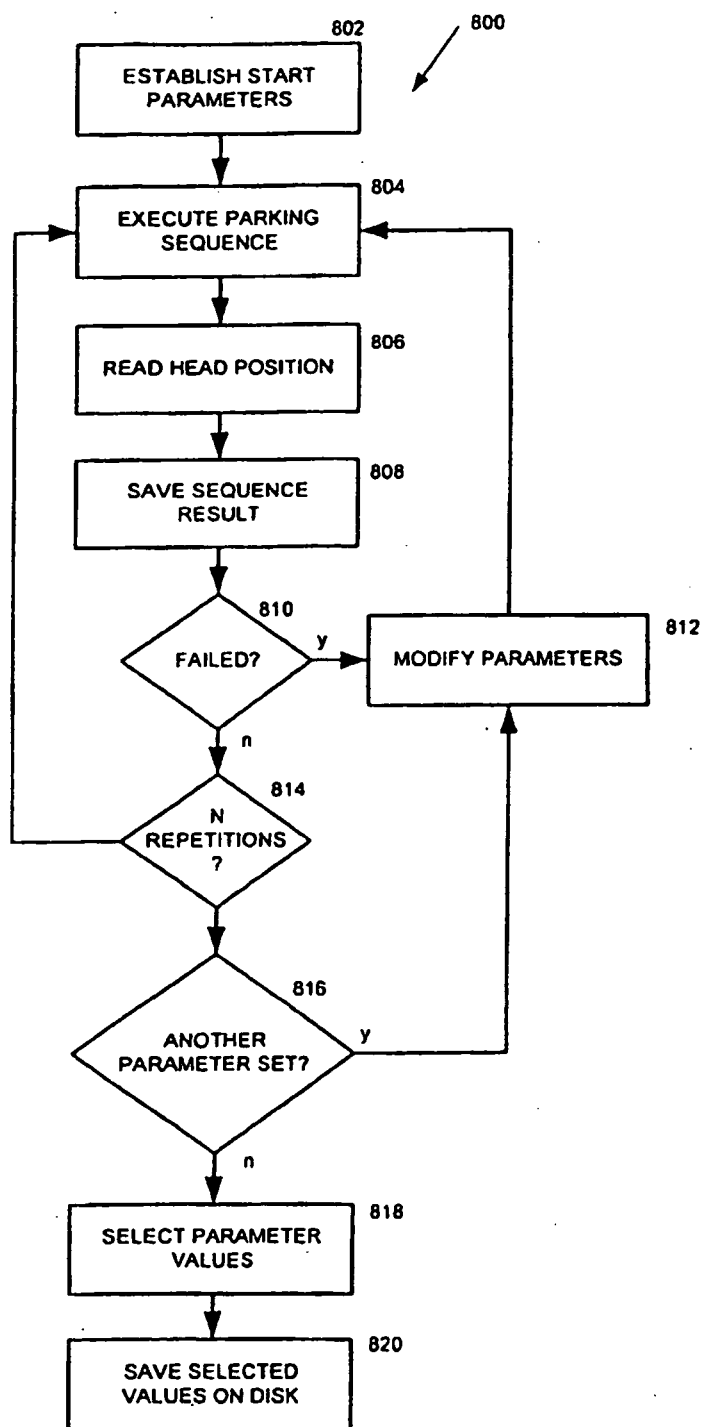 802
800
ESTABLISH START
PARAMETERS
804
EXECUTE PARKING
SEQUENCE
806
READ HEAD POSITION
808
SAVE SEQUENCE
RESULT
810
FAILED?
y
812
MODIFY PARAMETERS
n
814
N
REPETITIONS
?
816
ANOTHER
PARAMETER SET?
y
n
818
SELECT PARAMETER
VALUES
820
SAVE SELECTED
VALUES ON DISK